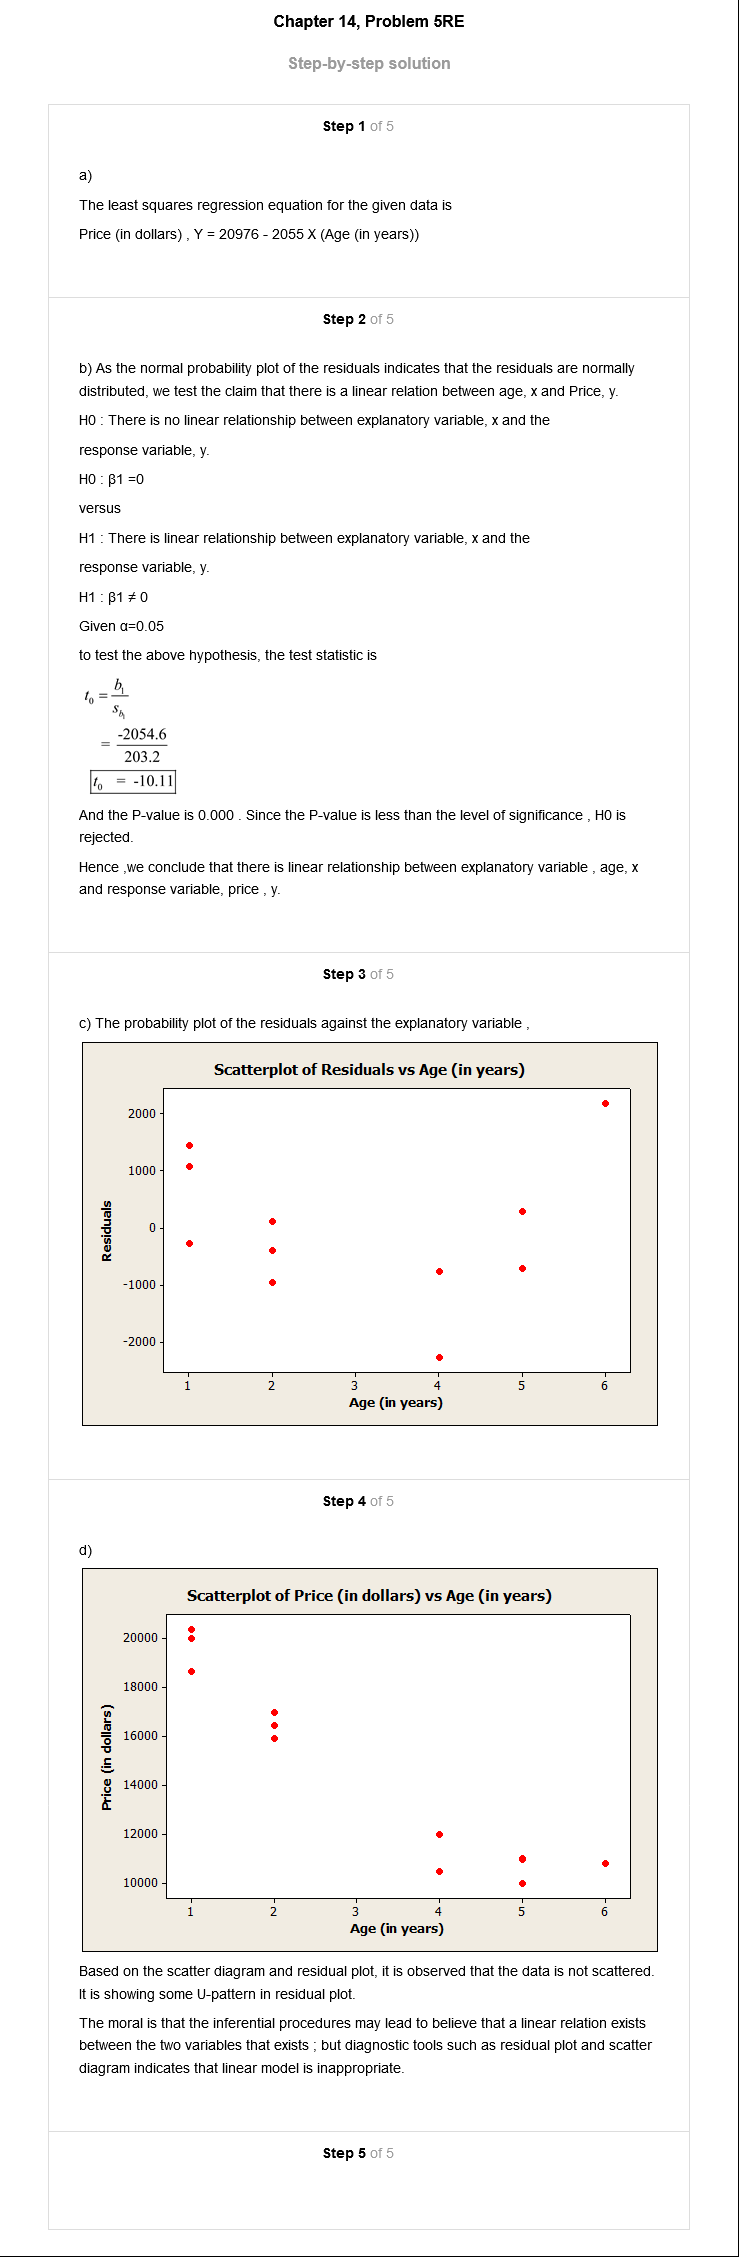 Chapter 14, Problem 5RE
Step-by-step solution
Step 1 of 5
a)
The least squares regression equation for the given data is
Price (in dollars) , Y = 20976 - 2055 X (Age (in years))
Step 2 of 5
b) As the normal probability plot of the residuals indicates that the residuals are normally
distributed, we test the claim that there is a linear relation between age, x and Price, y.
H0 : There is no linear relationship between explanatory variable, x and the
response variable, y.
H0 : β1 =0
versus
H1 : There is linear relationship between explanatory variable, x and the
response variable, y.
H1 : β1 ≠ 0
Given α=0.05
to test the above hypothesis, the test statistic is
t₀ = b₁ / s_b₁
= -2054.6 / 203.2
t₀ = -10.11
And the P-value is 0.000 . Since the P-value is less than the level of significance , H0 is
rejected.
Hence ,we conclude that there is linear relationship between explanatory variable , age, x
and response variable, price , y.
Step 3 of 5
c) The probability plot of the residuals against the explanatory variable ,
Scatterplot of Residuals vs Age (in years)
2000
1000
0
-1000
-2000
Residuals
1 2 3 4 5 6
Age (in years)
Step 4 of 5
d)
Scatterplot of Price (in dollars) vs Age (in years)
20000
18000
16000
14000
12000
10000
Price (in dollars)
1 2 3 4 5 6
Age (in years)
Based on the scatter diagram and residual plot, it is observed that the data is not scattered.
It is showing some U-pattern in residual plot.
The moral is that the inferential procedures may lead to believe that a linear relation exists
between the two variables that exists ; but diagnostic tools such as residual plot and scatter
diagram indicates that linear model is inappropriate.
Step 5 of 5